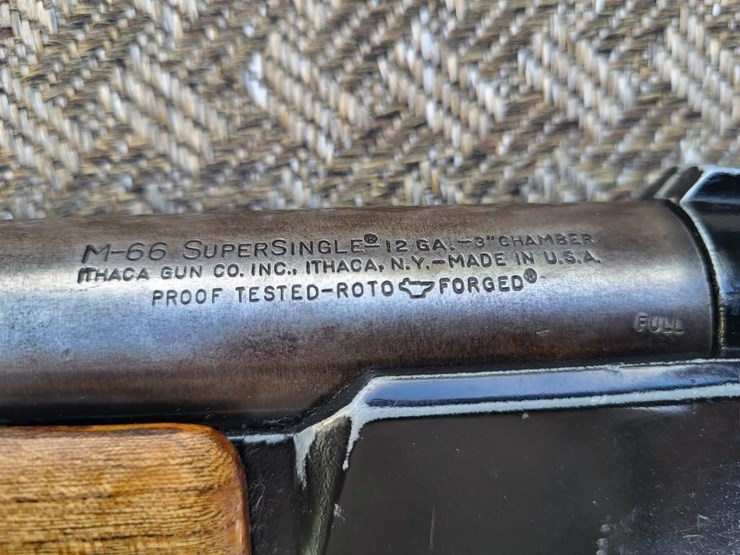 M-66 SUPERSINGLE® 12 GA.-3" CHAMBER
ITHACA GUN CO. INC., ITHACA, N.Y.-MADE IN U.S.A.
PROOF TESTED-ROTO FORGED®
FULL